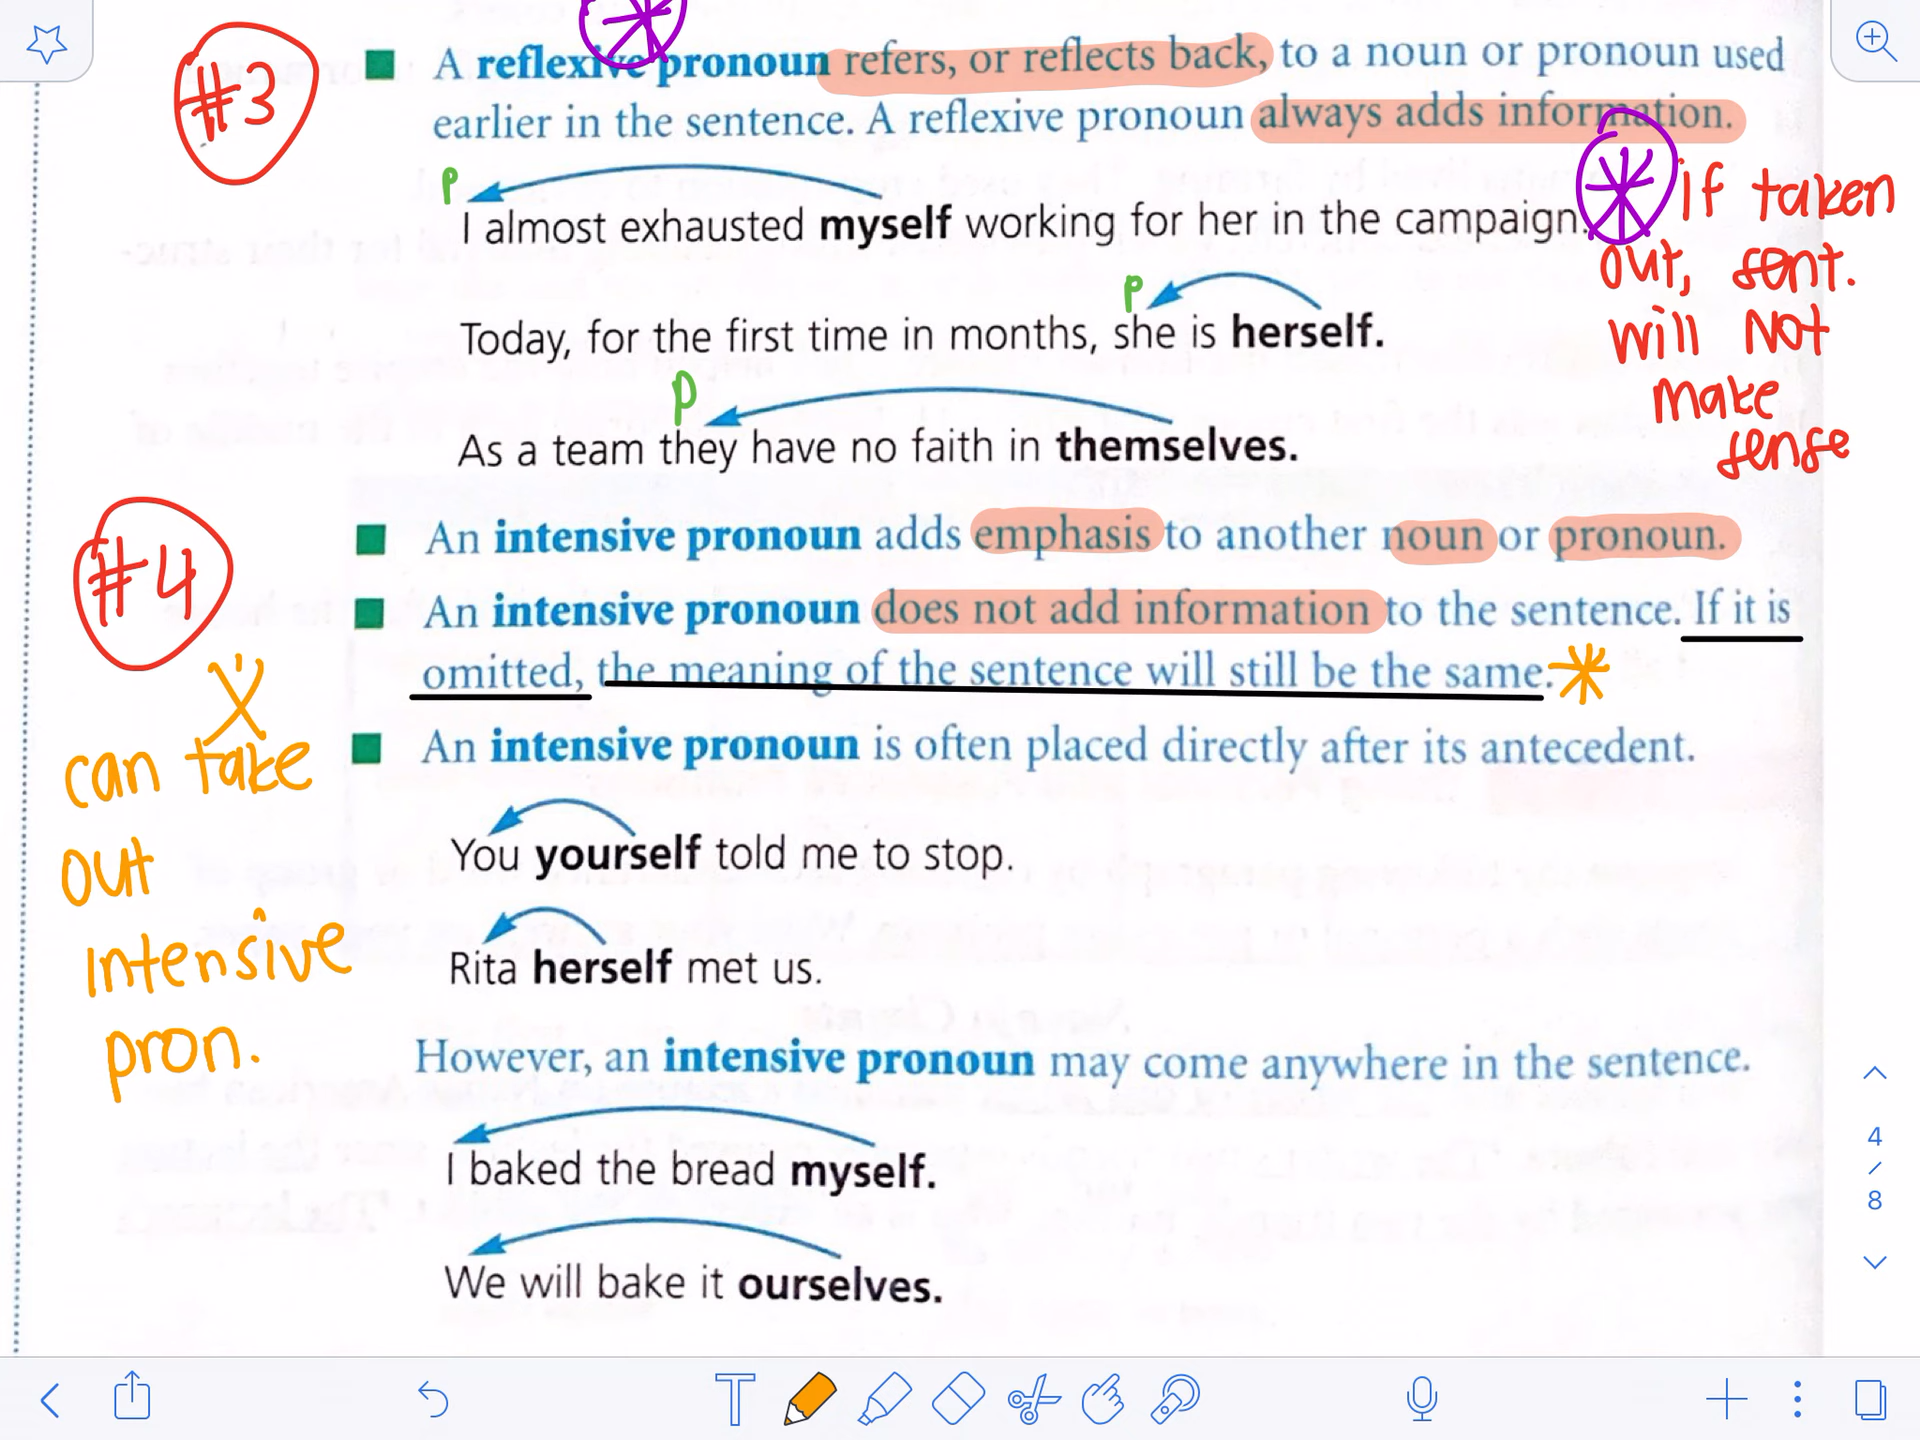 #3
A reflexive pronoun refers, or reflects back, to a noun or pronoun used
earlier in the sentence. A reflexive pronoun always adds information.
p
I almost exhausted myself working for her in the campaign.
if taken
out, sent.
will NOT
make
sense
p
Today, for the first time in months, she is herself.
p
As a team they have no faith in themselves.
#4
An intensive pronoun adds emphasis to another noun or pronoun.
An intensive pronoun does not add information to the sentence. If it is
omitted, the meaning of the sentence will still be the same.
An intensive pronoun is often placed directly after its antecedent.
can take
out
intensive
pron.
You yourself told me to stop.
Rita herself met us.
However, an intensive pronoun may come anywhere in the sentence.
I baked the bread myself.
We will bake it ourselves.
4
/
8
T